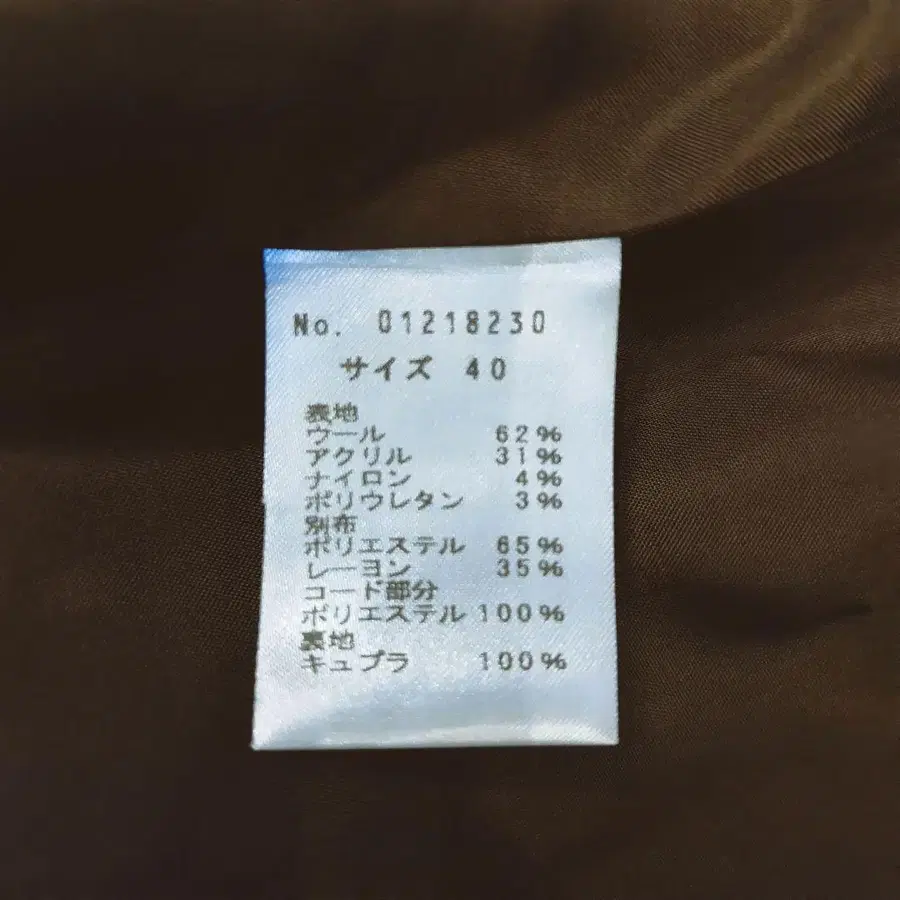 No. 01218230
サイズ 40
表地
ウール 62%
アクリル 31%
ナイロン 4%
ポリウレタン 3%
別布
ポリエステル 65%
レーヨン 35%
コード部分
ポリエステル 100%
裏地
キュプラ 100%